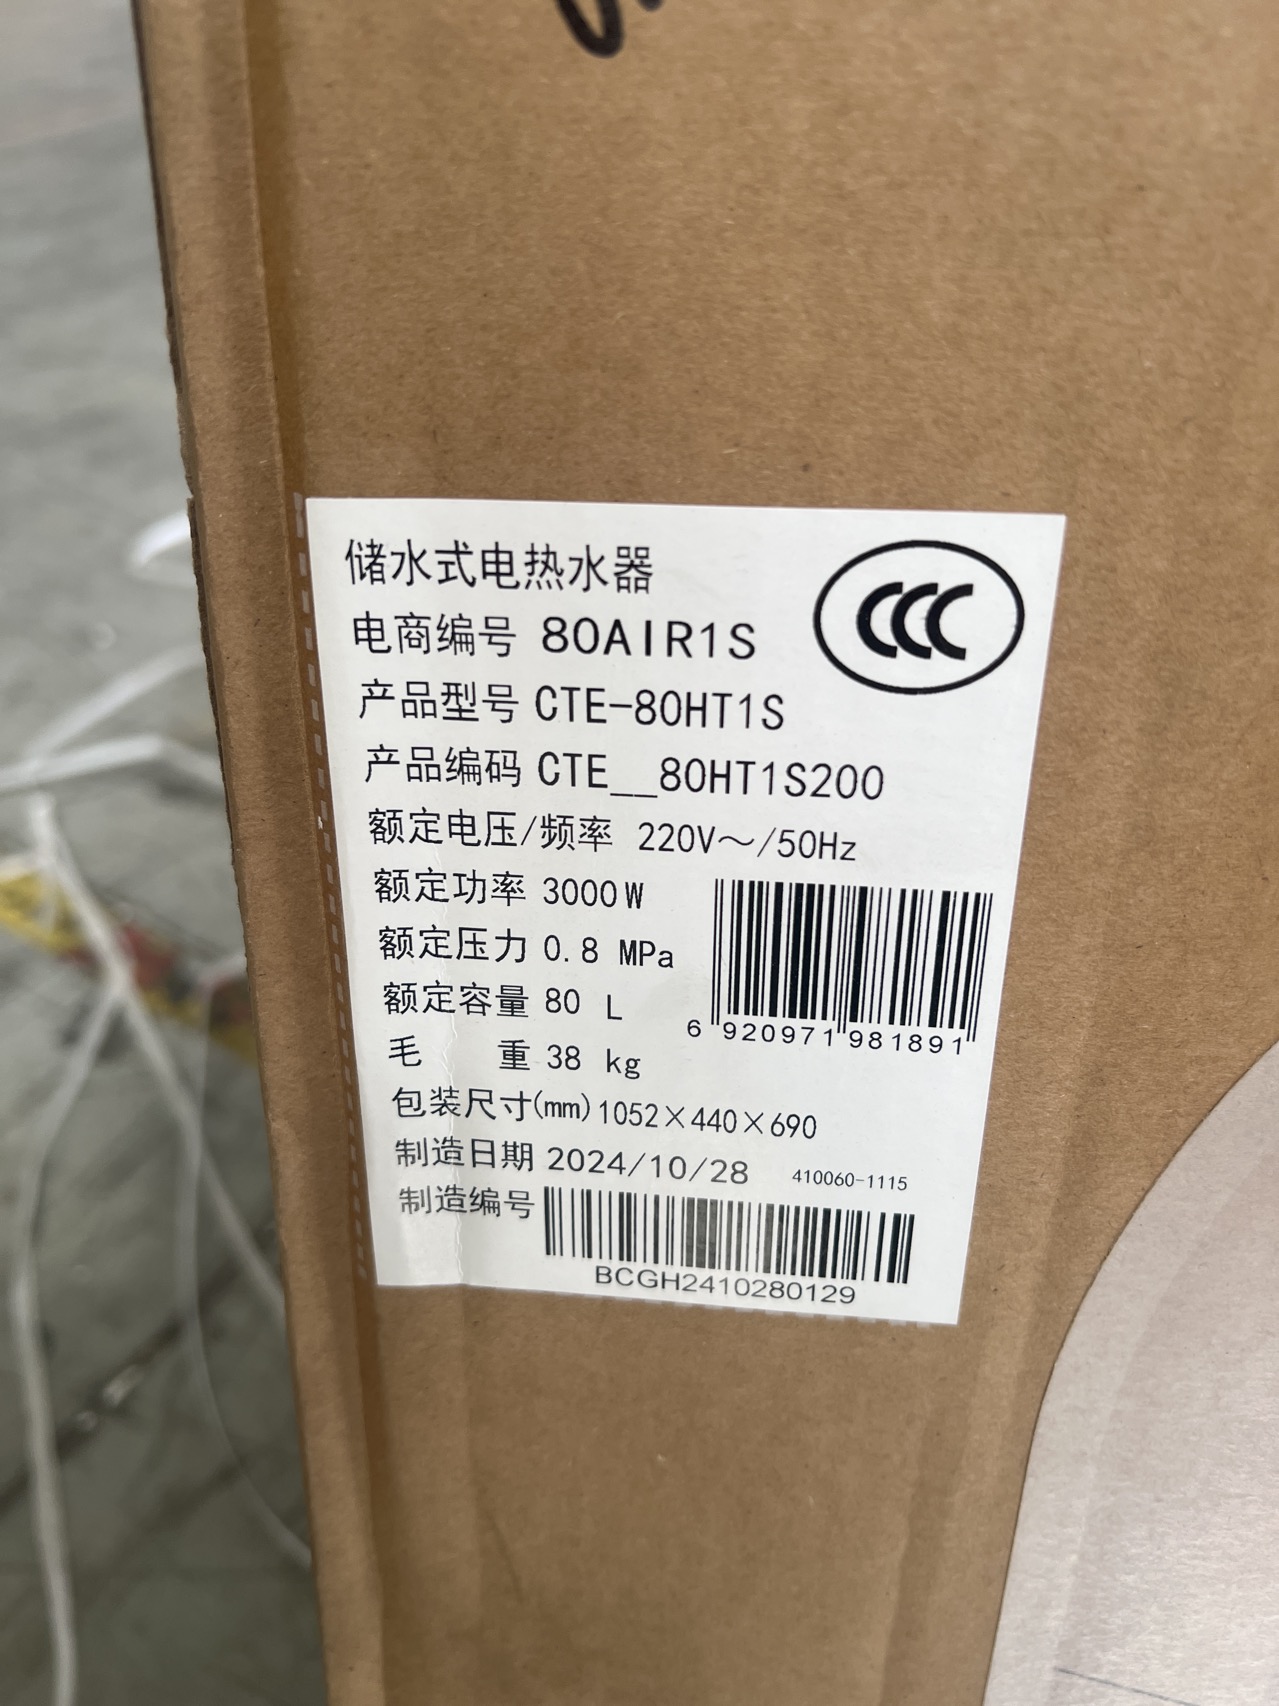 储水式电热水器
CCC
电商编号 80AIR1S
产品型号 CTE-80HT1S
产品编码 CTE__80HT1S200
额定电压/频率 220V～/50Hz
额定功率 3000W
额定压力 0.8 MPa
额定容量 80 L
6 920971 981891
毛 重 38 kg
包装尺寸(mm)1052×440×690
制造日期 2024/10/28 410060-1115
制造编号
BCGH2410280129